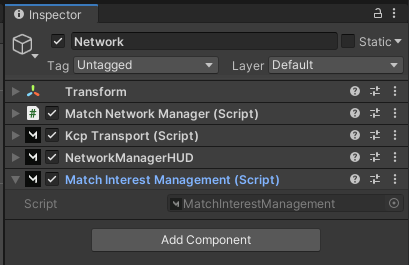 Inspector
Network Static
Tag Untagged Layer Default
Transform
# Match Network Manager (Script)
Kcp Transport (Script)
NetworkManagerHUD
Match Interest Management (Script)
Script MatchInterestManagement
Add Component